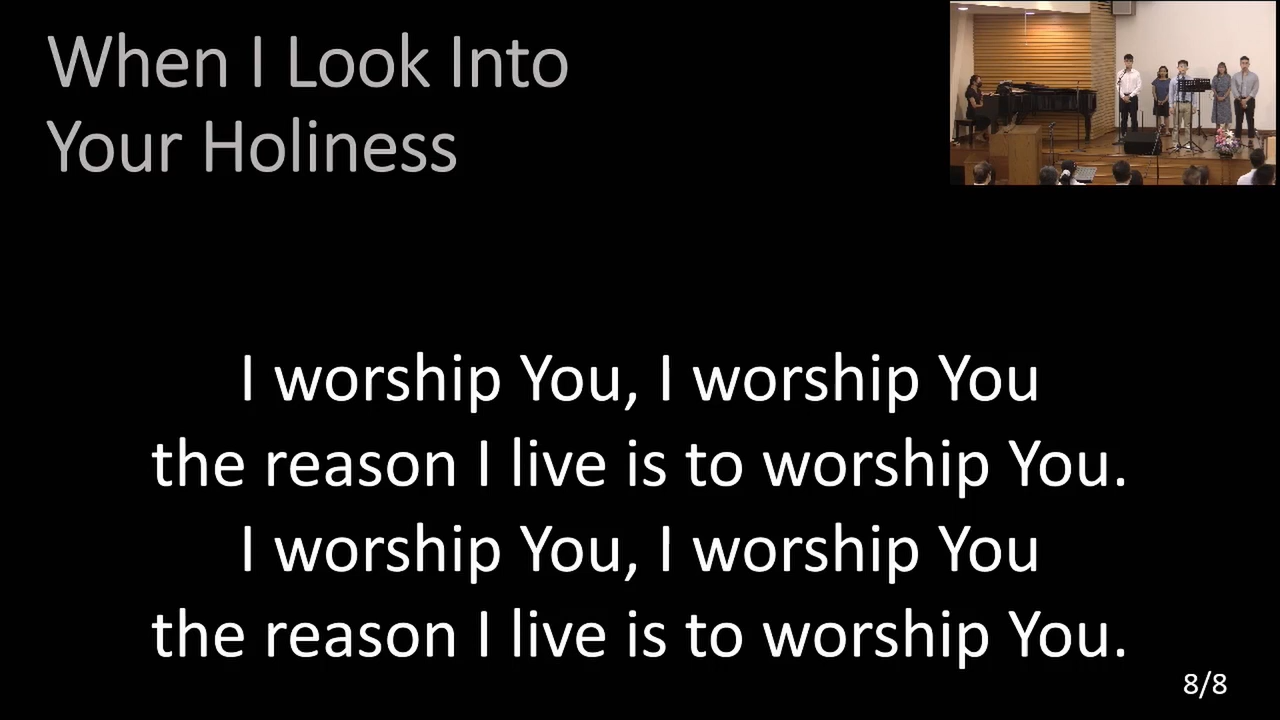 When I Look Into
Your Holiness
I worship You, I worship You
the reason I live is to worship You.
I worship You, I worship You
the reason I live is to worship You.
8/8